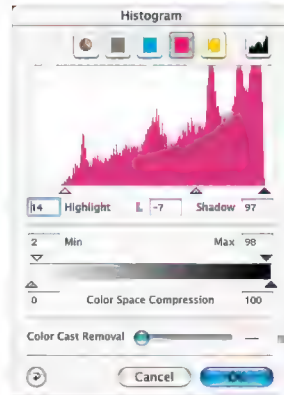 Histogram
14 Highlight L -7 Shadow 97
2 Min Max 98
0 Color Space Compression 100
Color Cast Removal —
Cancel OK